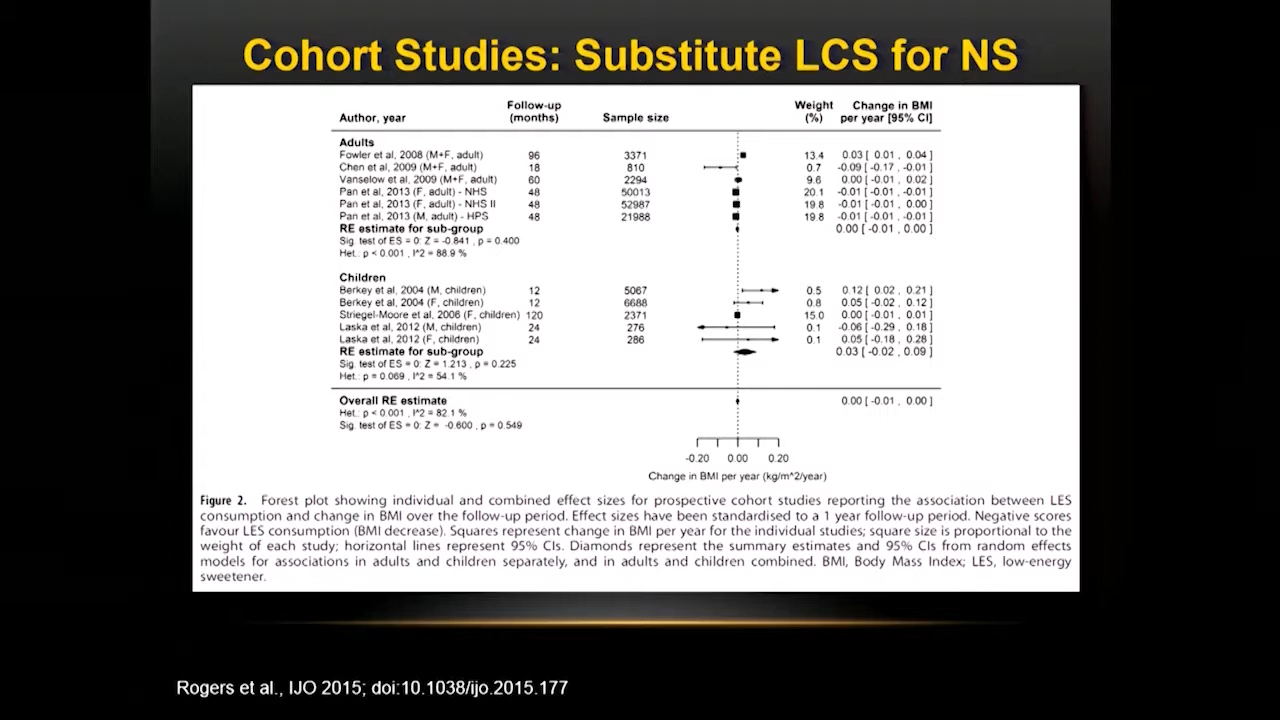 Cohort Studies: Substitute LCS for NS
Author, year Follow-up (months) Sample size Weight (%) Change in BMI per year [95% CI]
Adults
Fowler et al, 2008 (M+F, adult) 96 3371 13.4 0.03 [ 0.01 , 0.04 ]
Chen et al, 2009 (M+F, adult) 18 810 0.7 -0.09 [ -0.17 , -0.01 ]
Vanselow et al, 2009 (M+F, adult) 60 2294 9.6 0.00 [ -0.01 , 0.02 ]
Pan et al, 2013 (F, adult) - NHS 48 50013 20.1 -0.01 [ -0.01 , -0.01 ]
Pan et al, 2013 (F, adult) - NHS II 48 52987 19.8 -0.01 [ -0.01 , 0.00 ]
Pan et al, 2013 (M, adult) - HPS 48 21988 19.8 -0.01 [ -0.01 , -0.01 ]
RE estimate for sub-group 0.00 [ -0.01 , 0.00 ]
Sig. test of ES = 0: Z = -0.841 , p = 0.400
Het.: p < 0.001 , I^2 = 88.9 %
Children
Berkey et al, 2004 (M, children) 12 5067 0.5 0.12 [ 0.02 , 0.21 ]
Berkey et al, 2004 (F, children) 12 6688 0.8 0.05 [ -0.02 , 0.12 ]
Striegel-Moore et al, 2006 (F, children) 120 2371 15.0 0.00 [ -0.01 , 0.01 ]
Laska et al, 2012 (M, children) 24 276 0.1 -0.06 [ -0.29 , 0.18 ]
Laska et al, 2012 (F, children) 24 286 0.1 0.05 [ -0.18 , 0.28 ]
RE estimate for sub-group 0.03 [ -0.02 , 0.09 ]
Sig. test of ES = 0: Z = 1.213 , p = 0.225
Het.: p = 0.069 , I^2 = 54.1 %
Overall RE estimate 0.00 [ -0.01 , 0.00 ]
Het.: p < 0.001 , I^2 = 82.1 %
Sig. test of ES = 0: Z = -0.600 , p = 0.549
-0.20 0.00 0.20
Change in BMI per year (kg/m^2/year)
Figure 2. Forest plot showing individual and combined effect sizes for prospective cohort studies reporting the association between LES
consumption and change in BMI over the follow-up period. Effect sizes have been standardised to a 1 year follow-up period. Negative scores
favour LES consumption (BMI decrease). Squares represent change in BMI per year for the individual studies; square size is proportional to the
weight of each study; horizontal lines represent 95% CIs. Diamonds represent the summary estimates and 95% CIs from random effects
models for associations in adults and children separately, and in adults and children combined. BMI, Body Mass Index; LES, low-energy
sweetener.
Rogers et al., IJO 2015; doi:10.1038/ijo.2015.177